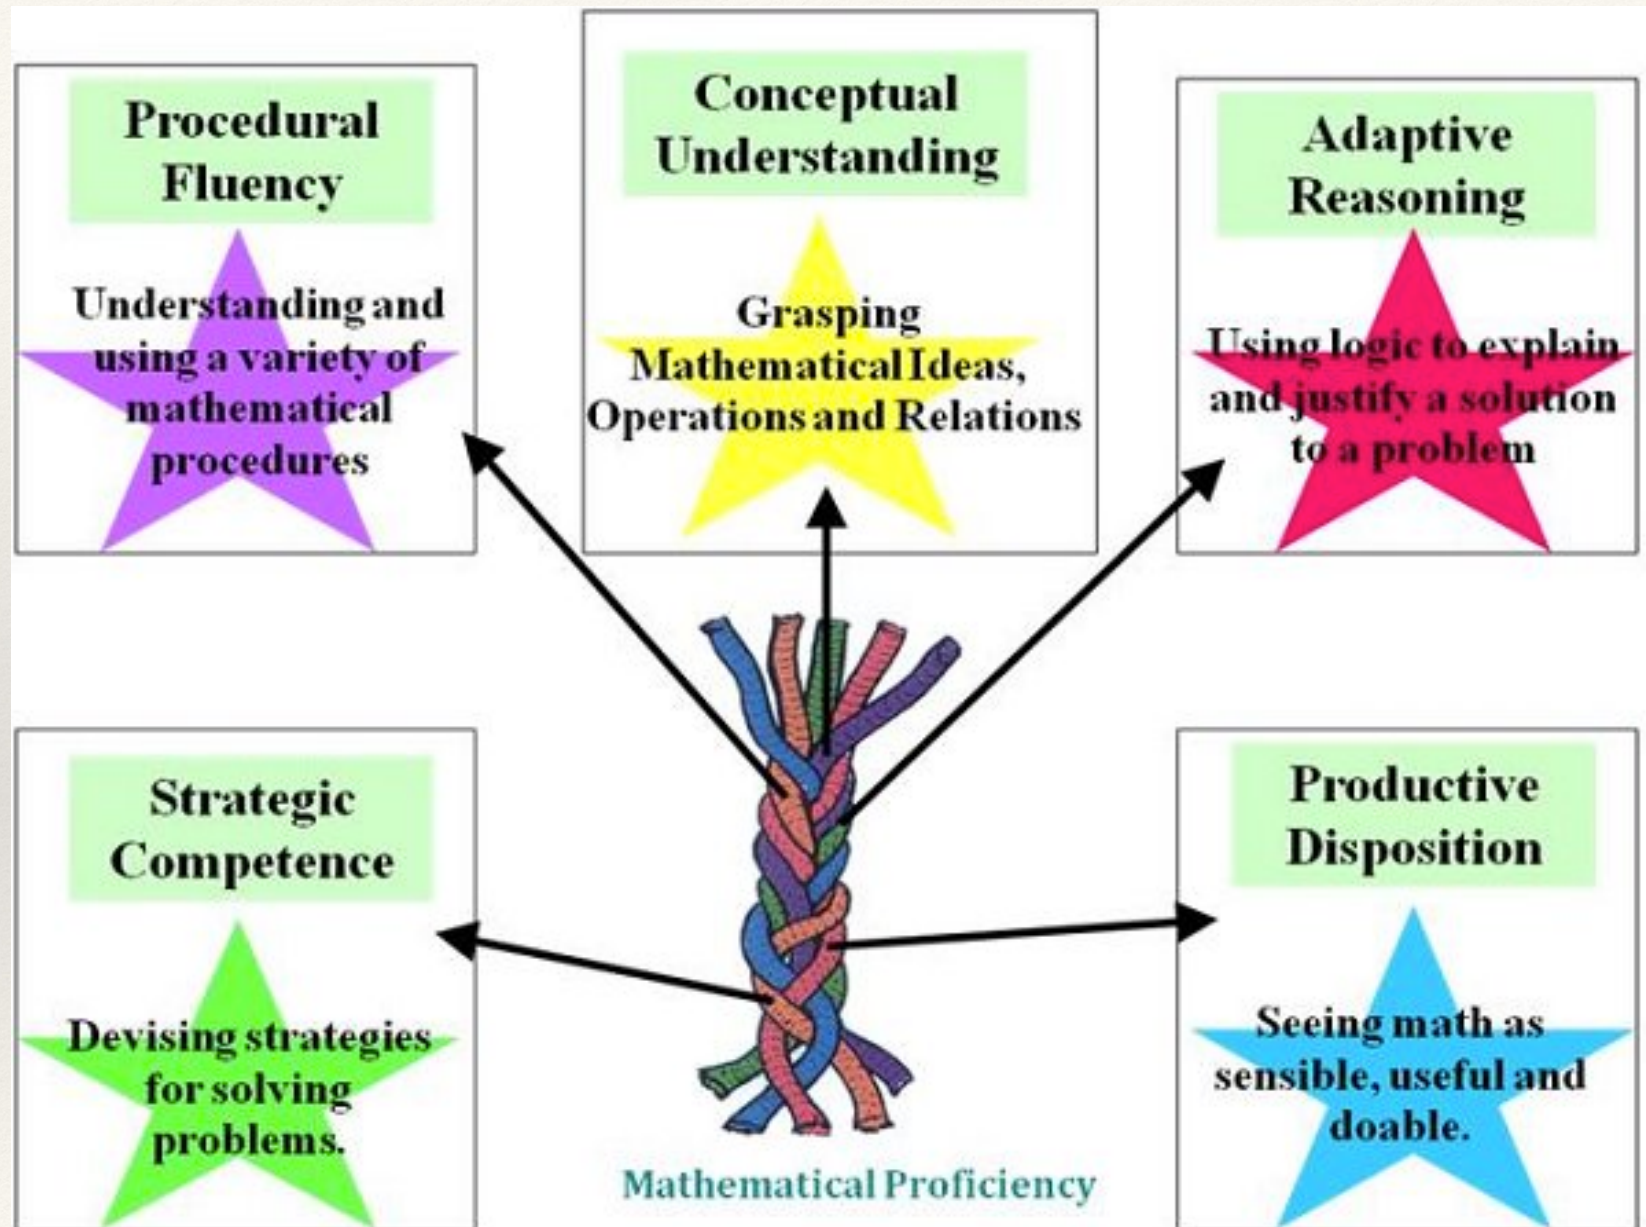 Procedural
Fluency
Understanding and
using a variety of
mathematical
procedures
Conceptual
Understanding
Grasping
Mathematical Ideas,
Operations and Relations
Adaptive
Reasoning
Using logic to explain
and justify a solution
to a problem
Strategic
Competence
Devising strategies
for solving
problems.
Productive
Disposition
Seeing math as
sensible, useful and
doable.
Mathematical Proficiency